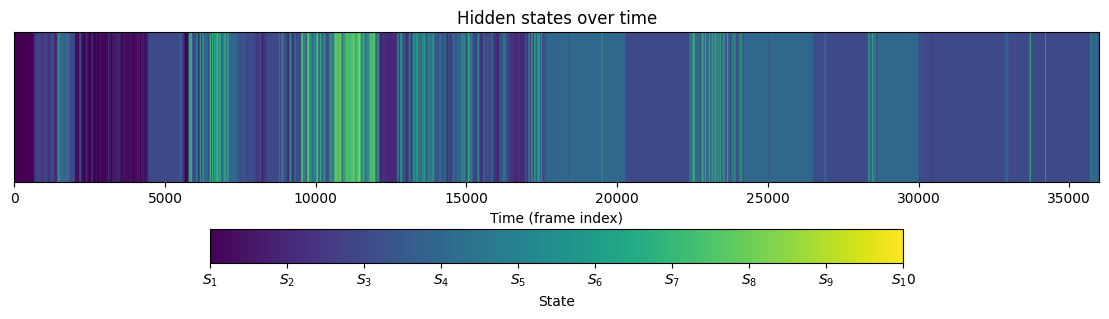 Hidden states over time
0 5000 10000 15000 20000 25000 30000 35000
Time (frame index)
S₁ S₂ S₃ S₄ S₅ S₆ S₇ S₈ S₉ S₁0
State